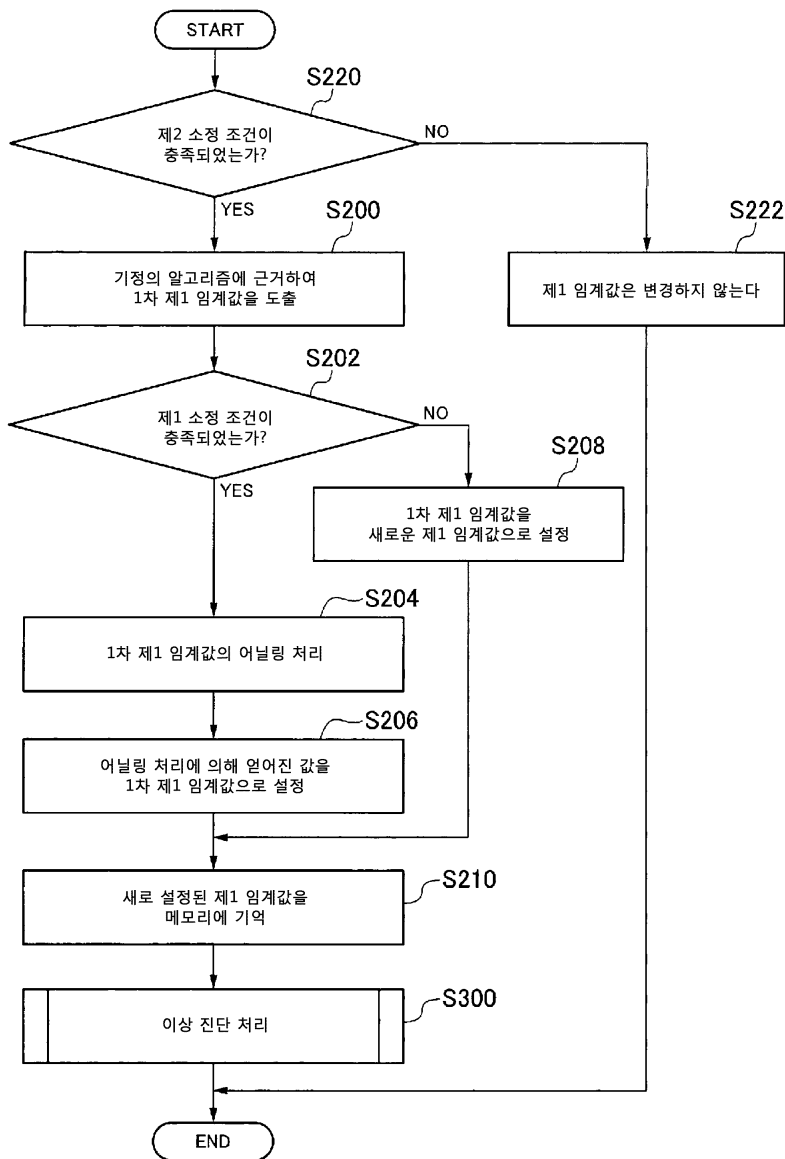 START
S220
제2 소정 조건이
충족되었는가?
NO
YES
S200
S222
기정의 알고리즘에 근거하여
1차 제1 임계값을 도출
제1 임계값은 변경하지 않는다
S202
제1 소정 조건이
충족되었는가?
NO
YES
S208
1차 제1 임계값을
새로운 제1 임계값으로 설정
S204
1차 제1 임계값의 어닐링 처리
S206
어닐링 처리에 의해 얻어진 값을
1차 제1 임계값으로 설정
S210
새로 설정된 제1 임계값을
메모리에 기억
S300
이상 진단 처리
END